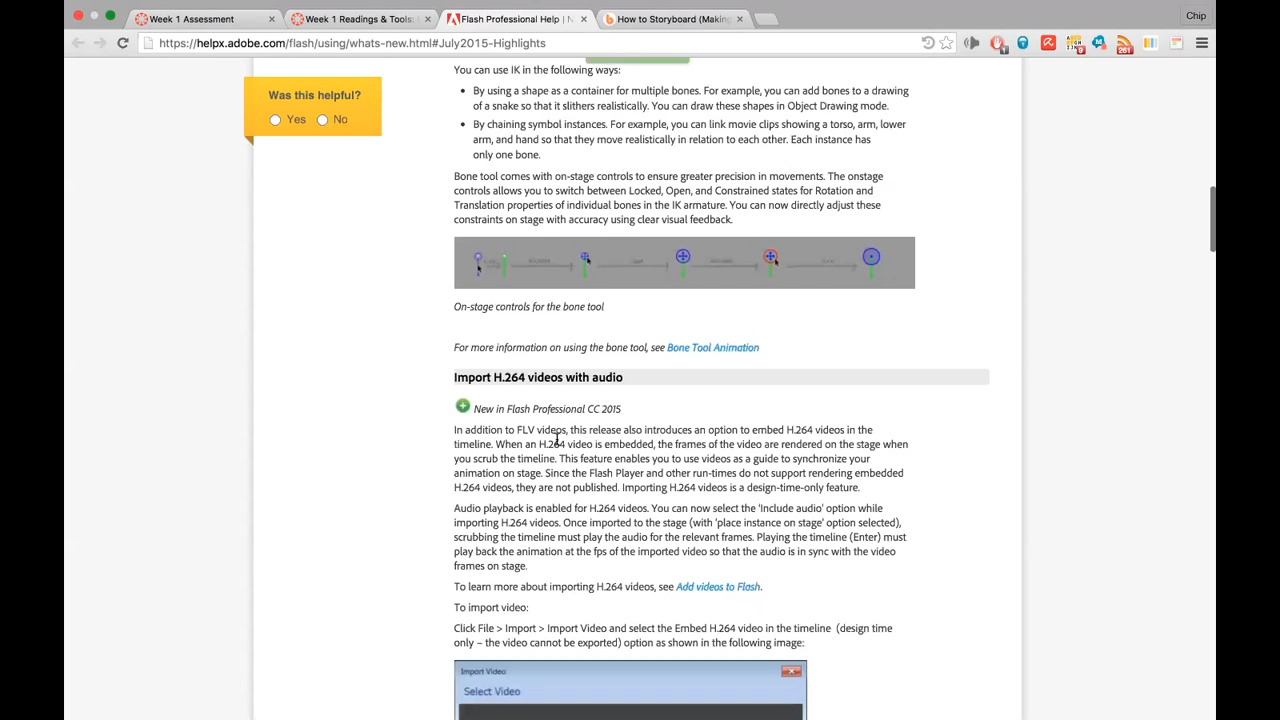 Week 1 Assessment
Week 1 Readings & Tools:
Flash Professional Help | N
How to Storyboard (Making
Chip
https://helpx.adobe.com/flash/using/whats-new.html#July2015-Highlights
9
1
261
Was this helpful?
Yes
No
You can use IK in the following ways:
By using a shape as a container for multiple bones. For example, you can add bones to a drawing
of a snake so that it slithers realistically. You can draw these shapes in Object Drawing mode.
By chaining symbol instances. For example, you can link movie clips showing a torso, arm, lower
arm, and hand so that they move realistically in relation to each other. Each instance has
only one bone.
Bone tool comes with on-stage controls to ensure greater precision in movements. The onstage
controls allows you to switch between Locked, Open, and Constrained states for Rotation and
Translation properties of individual bones in the IK armature. You can now directly adjust these
constraints on stage with accuracy using clear visual feedback.
On-stage controls for the bone tool
For more information on using the bone tool, see Bone Tool Animation
Import H.264 videos with audio
New in Flash Professional CC 2015
In addition to FLV videos, this release also introduces an option to embed H.264 videos in the
timeline. When an H.264 video is embedded, the frames of the video are rendered on the stage when
you scrub the timeline. This feature enables you to use videos as a guide to synchronize your
animation on stage. Since the Flash Player and other run-times do not support rendering embedded
H.264 videos, they are not published. Importing H.264 videos is a design-time-only feature.
Audio playback is enabled for H.264 videos. You can now select the 'Include audio' option while
importing H.264 videos. Once imported to the stage (with 'place instance on stage' option selected),
scrubbing the timeline must play the audio for the relevant frames. Playing the timeline (Enter) must
play back the animation at the fps of the imported video so that the audio is in sync with the video
frames on stage.
To learn more about importing H.264 videos, see Add videos to Flash.
To import video:
Click File > Import > Import Video and select the Embed H.264 video in the timeline (design time
only – the video cannot be exported) option as shown in the following image:
Import Video
Select Video